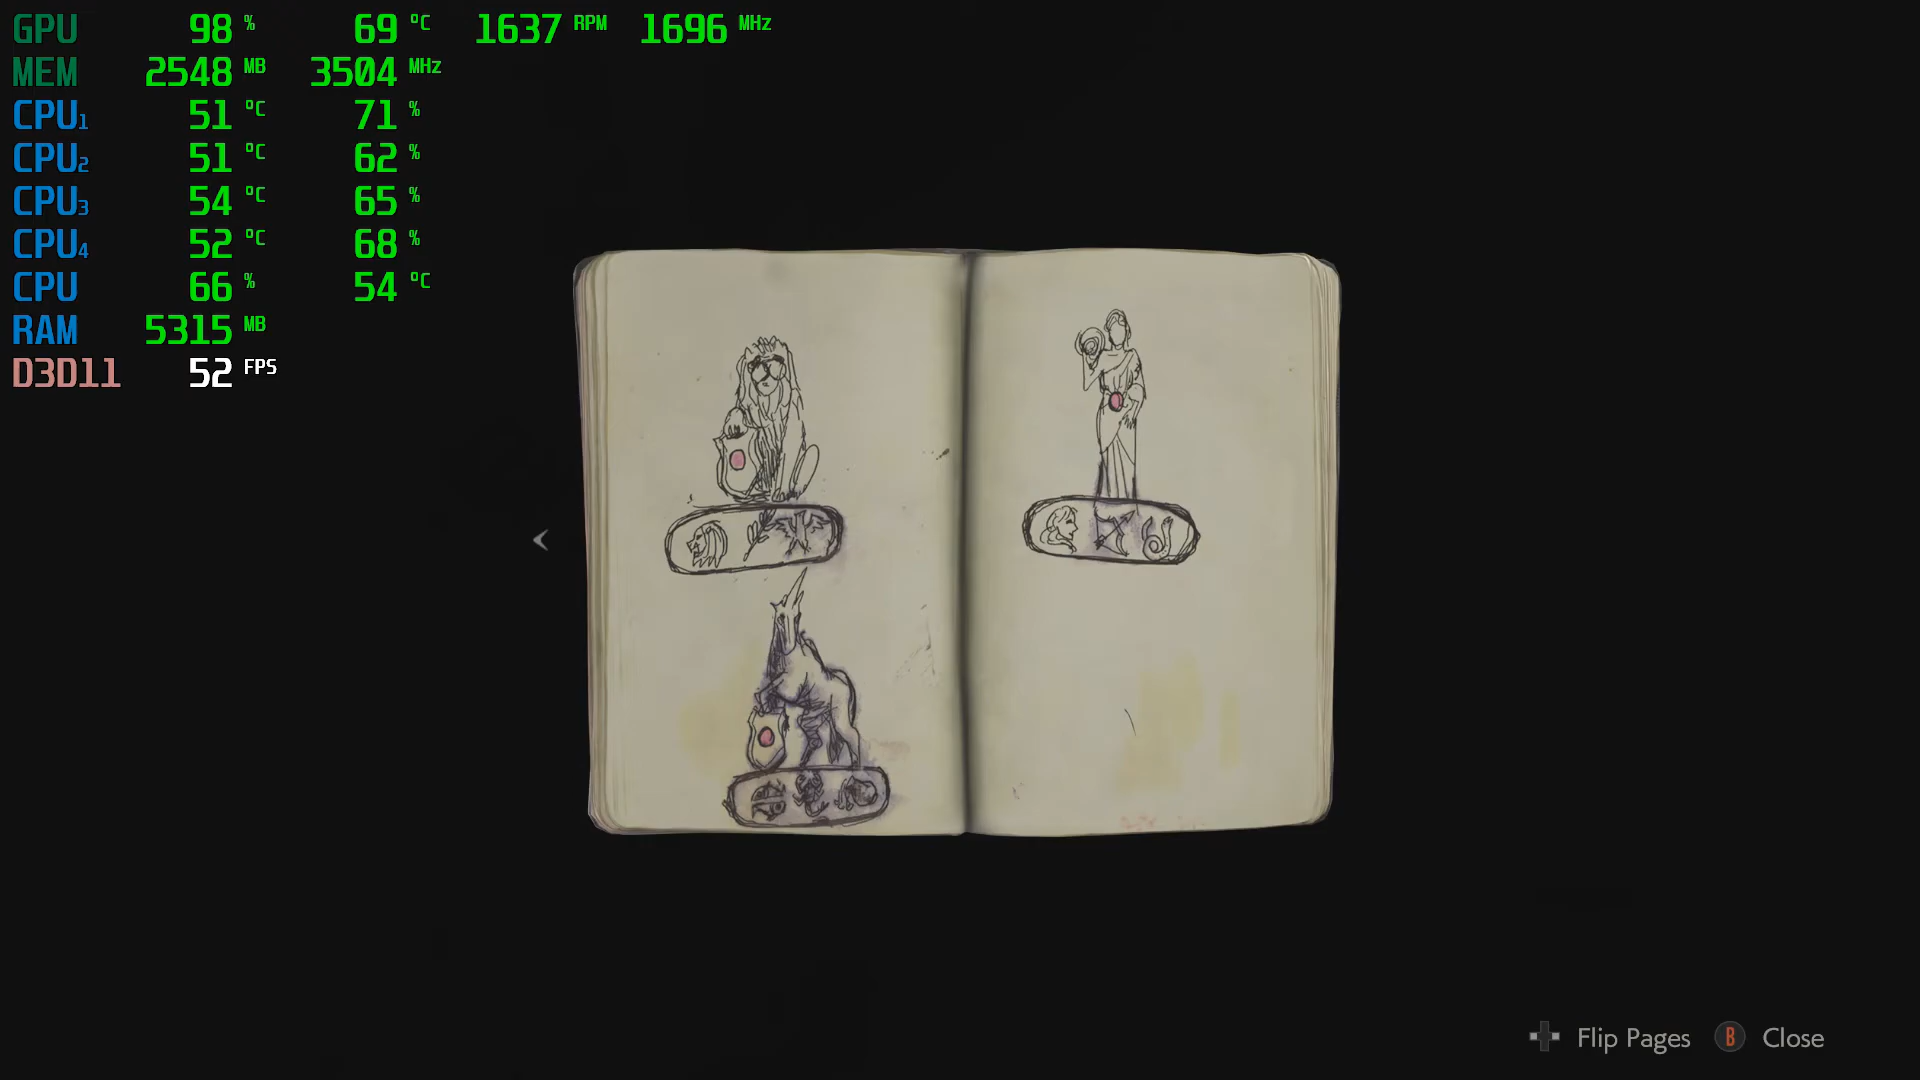 GPU 98 % 69 °C 1637 RPM 1696 MHz
MEM 2548 MB 3504 MHz
CPU1 51 °C 71 %
CPU2 51 °C 62 %
CPU3 54 °C 65 %
CPU4 52 °C 68 %
CPU 66 % 54 °C
RAM 5315 MB
D3D11 52 FPS
Flip Pages B Close